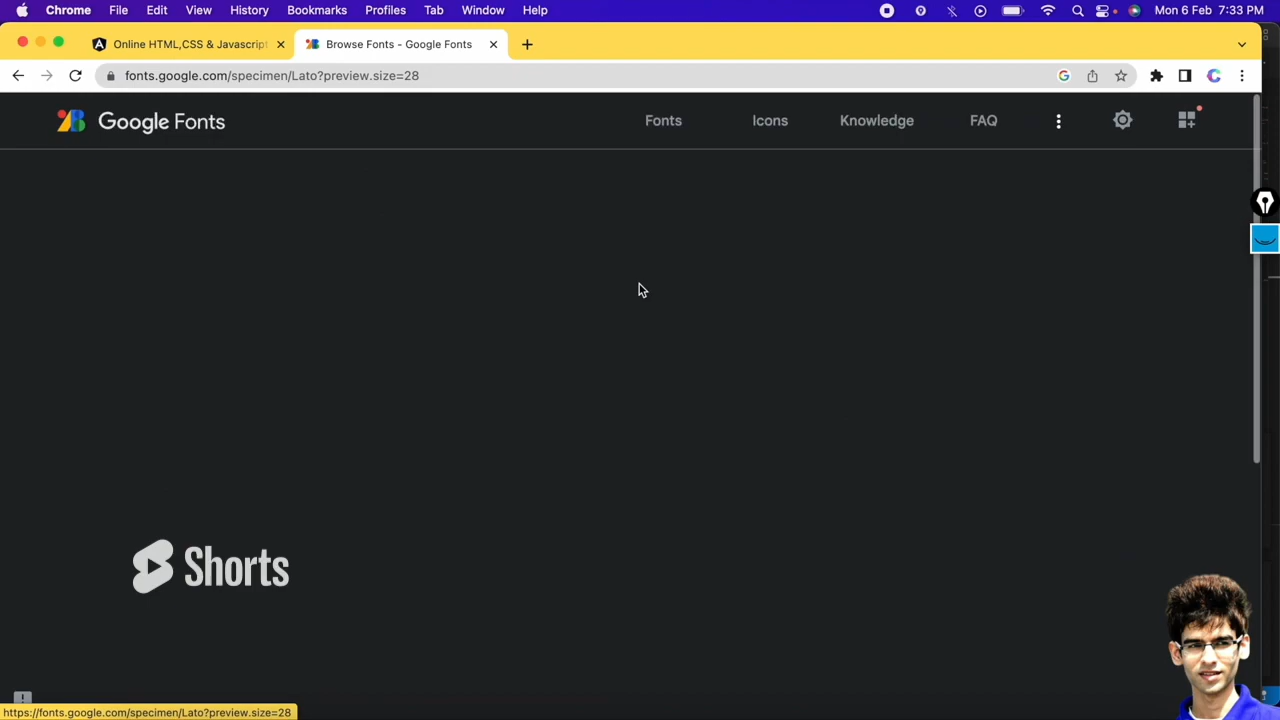 Chrome File Edit View History Bookmarks Profiles Tab Window Help Mon 6 Feb 7:33 PM
Online HTML,CSS & Javascript Browse Fonts - Google Fonts
fonts.google.com/specimen/Lato?preview.size=28
Google Fonts Fonts Icons Knowledge FAQ
Shorts
https://fonts.google.com/specimen/Lato?preview.size=28